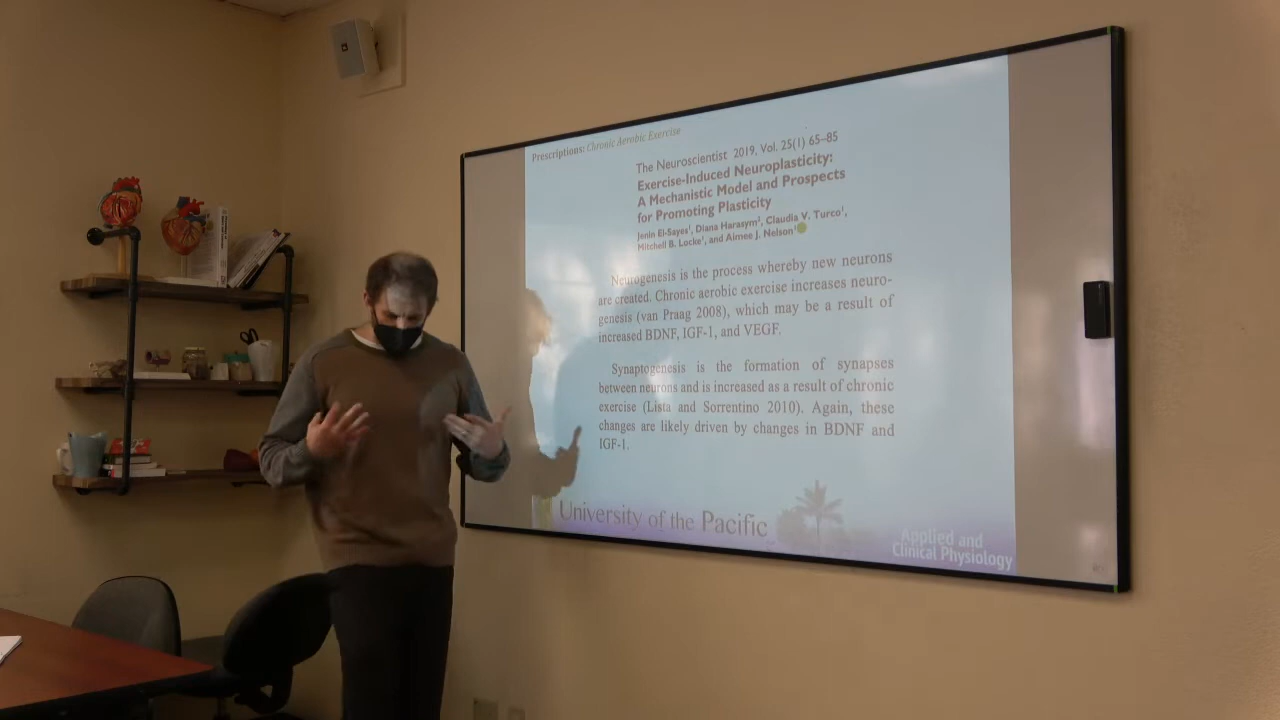 Prescriptions: Chronic Aerobic Exercise
The Neuroscientist 2019, Vol. 25(1) 65–85
Exercise-Induced Neuroplasticity:
A Mechanistic Model and Prospects
for Promoting Plasticity
Jenin El-Sayes¹, Diana Harasym², Claudia V. Turco¹,
Mitchell B. Locke¹, and Aimee J. Nelson¹
Neurogenesis is the process whereby new neurons
are created. Chronic aerobic exercise increases neuro-
genesis (van Praag 2008), which may be a result of
increased BDNF, IGF-1, and VEGF.
Synaptogenesis is the formation of synapses
between neurons and is increased as a result of chronic
exercise (Lista and Sorrentino 2010). Again, these
changes are likely driven by changes in BDNF and
IGF-1.
University of the Pacific
Applied and
Clinical Physiology